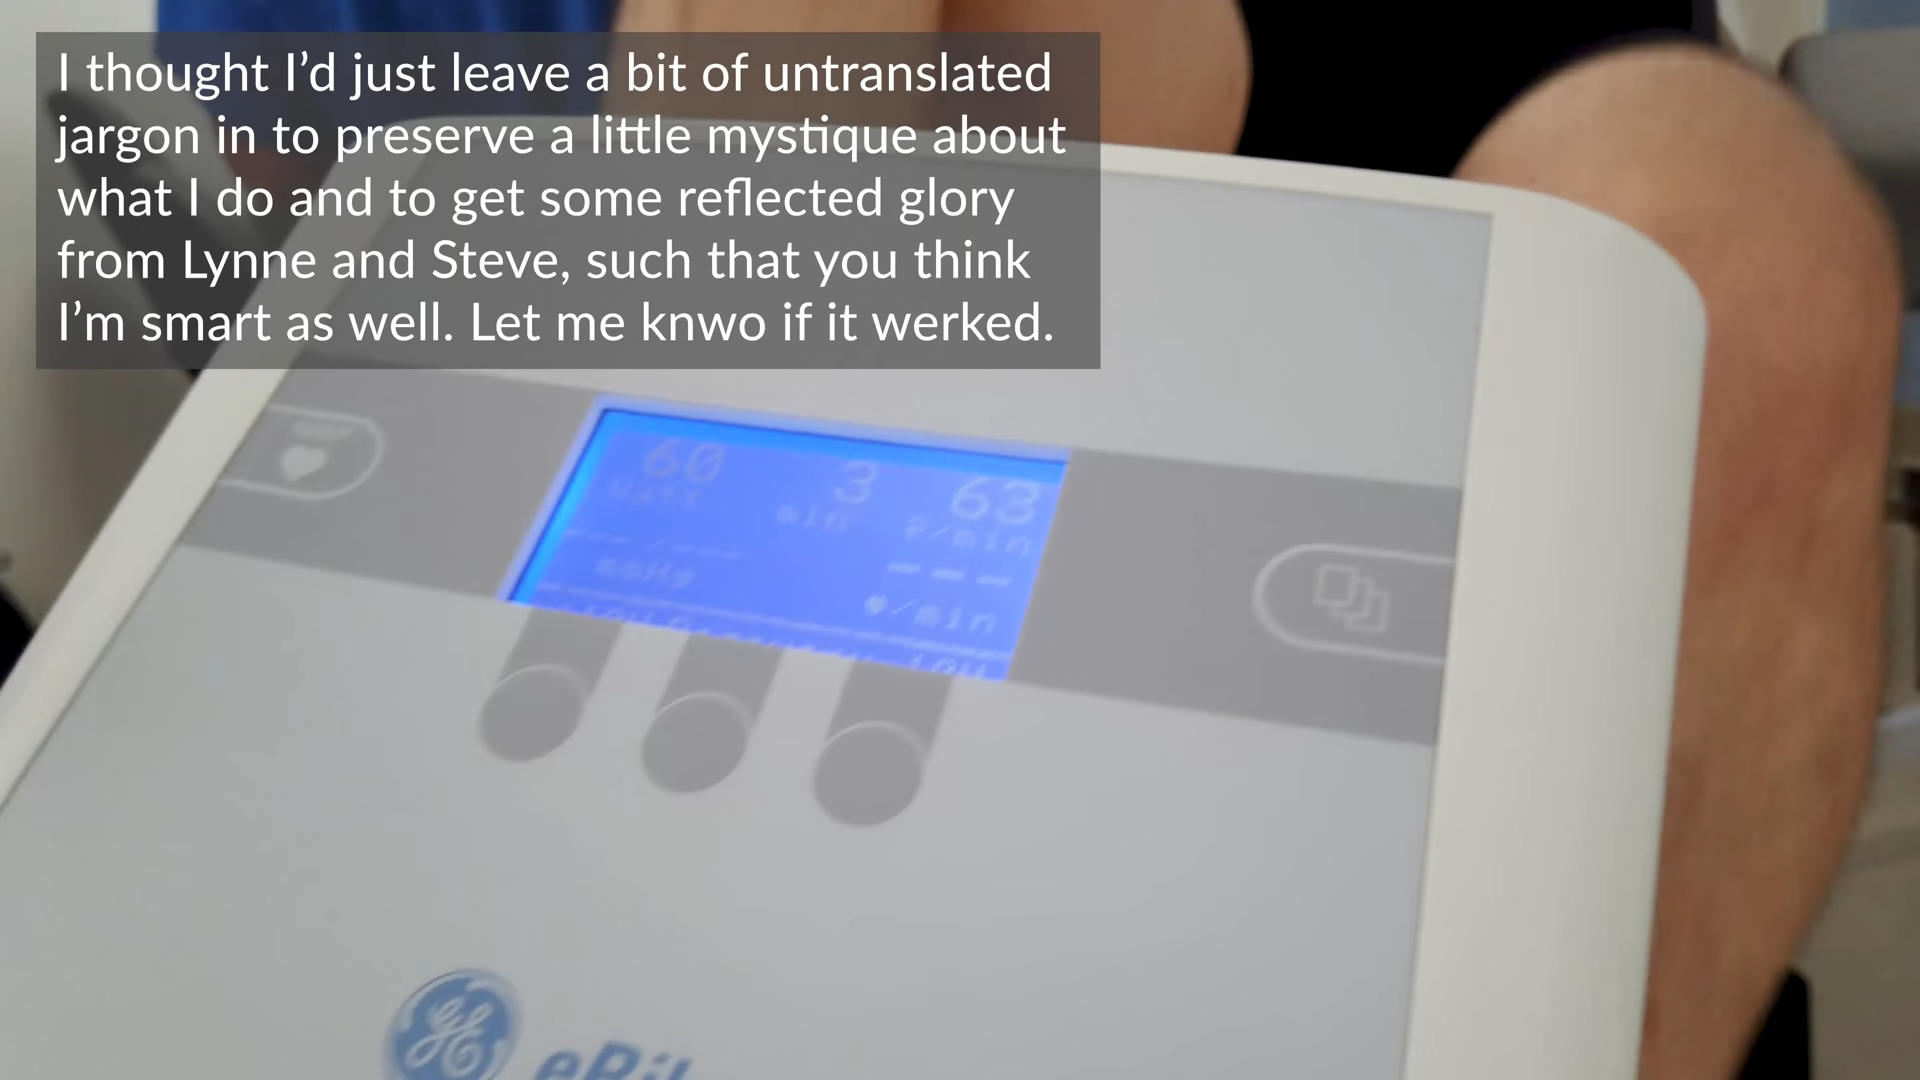 I thought I’d just leave a bit of untranslated
jargon in to preserve a little mystique about
what I do and to get some reflected glory
from Lynne and Steve, such that you think
I’m smart as well. Let me knwo if it werked.
60 3 63
Watt min /min
---/--- ---
mmHg /min
GE